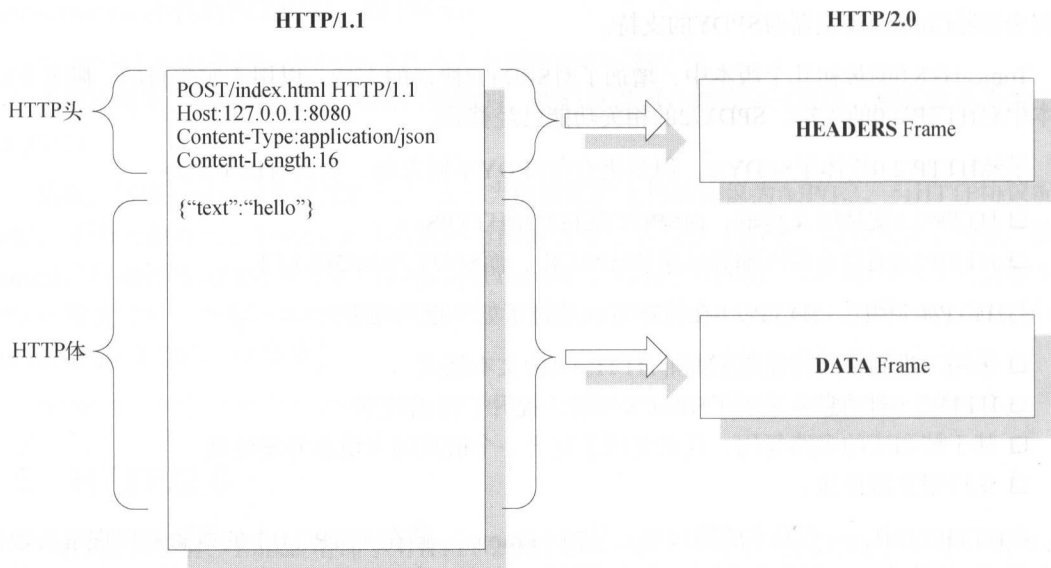 HTTP/1.1
HTTP/2.0
HTTP头
POST/index.html HTTP/1.1
Host:127.0.0.1:8080
Content-Type:application/json
Content-Length:16
HEADERS Frame
{“text”:“hello”}
HTTP体
DATA Frame